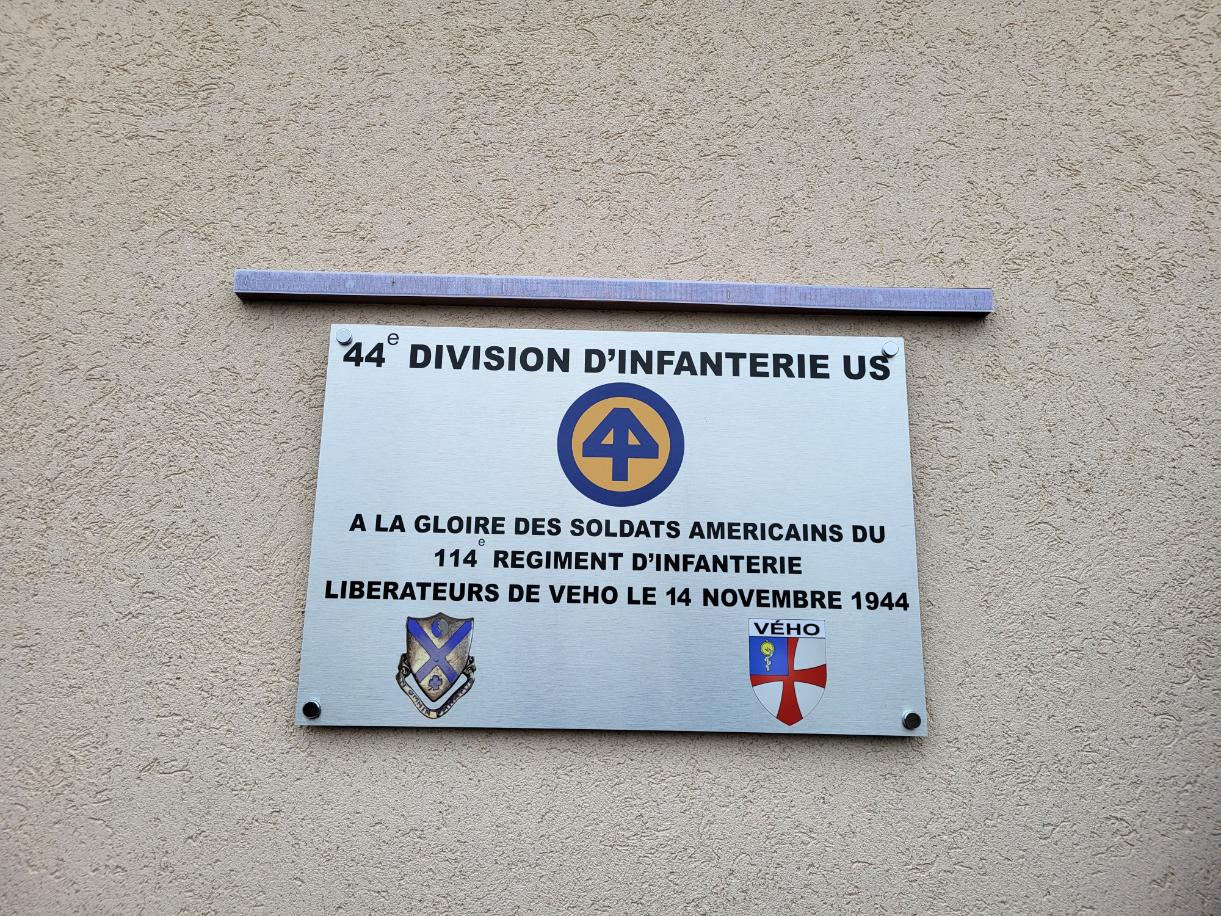 44e DIVISION D'INFANTERIE US
A LA GLOIRE DES SOLDATS AMERICAINS DU
114e REGIMENT D'INFANTERIE
LIBERATEURS DE VEHO LE 14 NOVEMBRE 1944
VÉHO